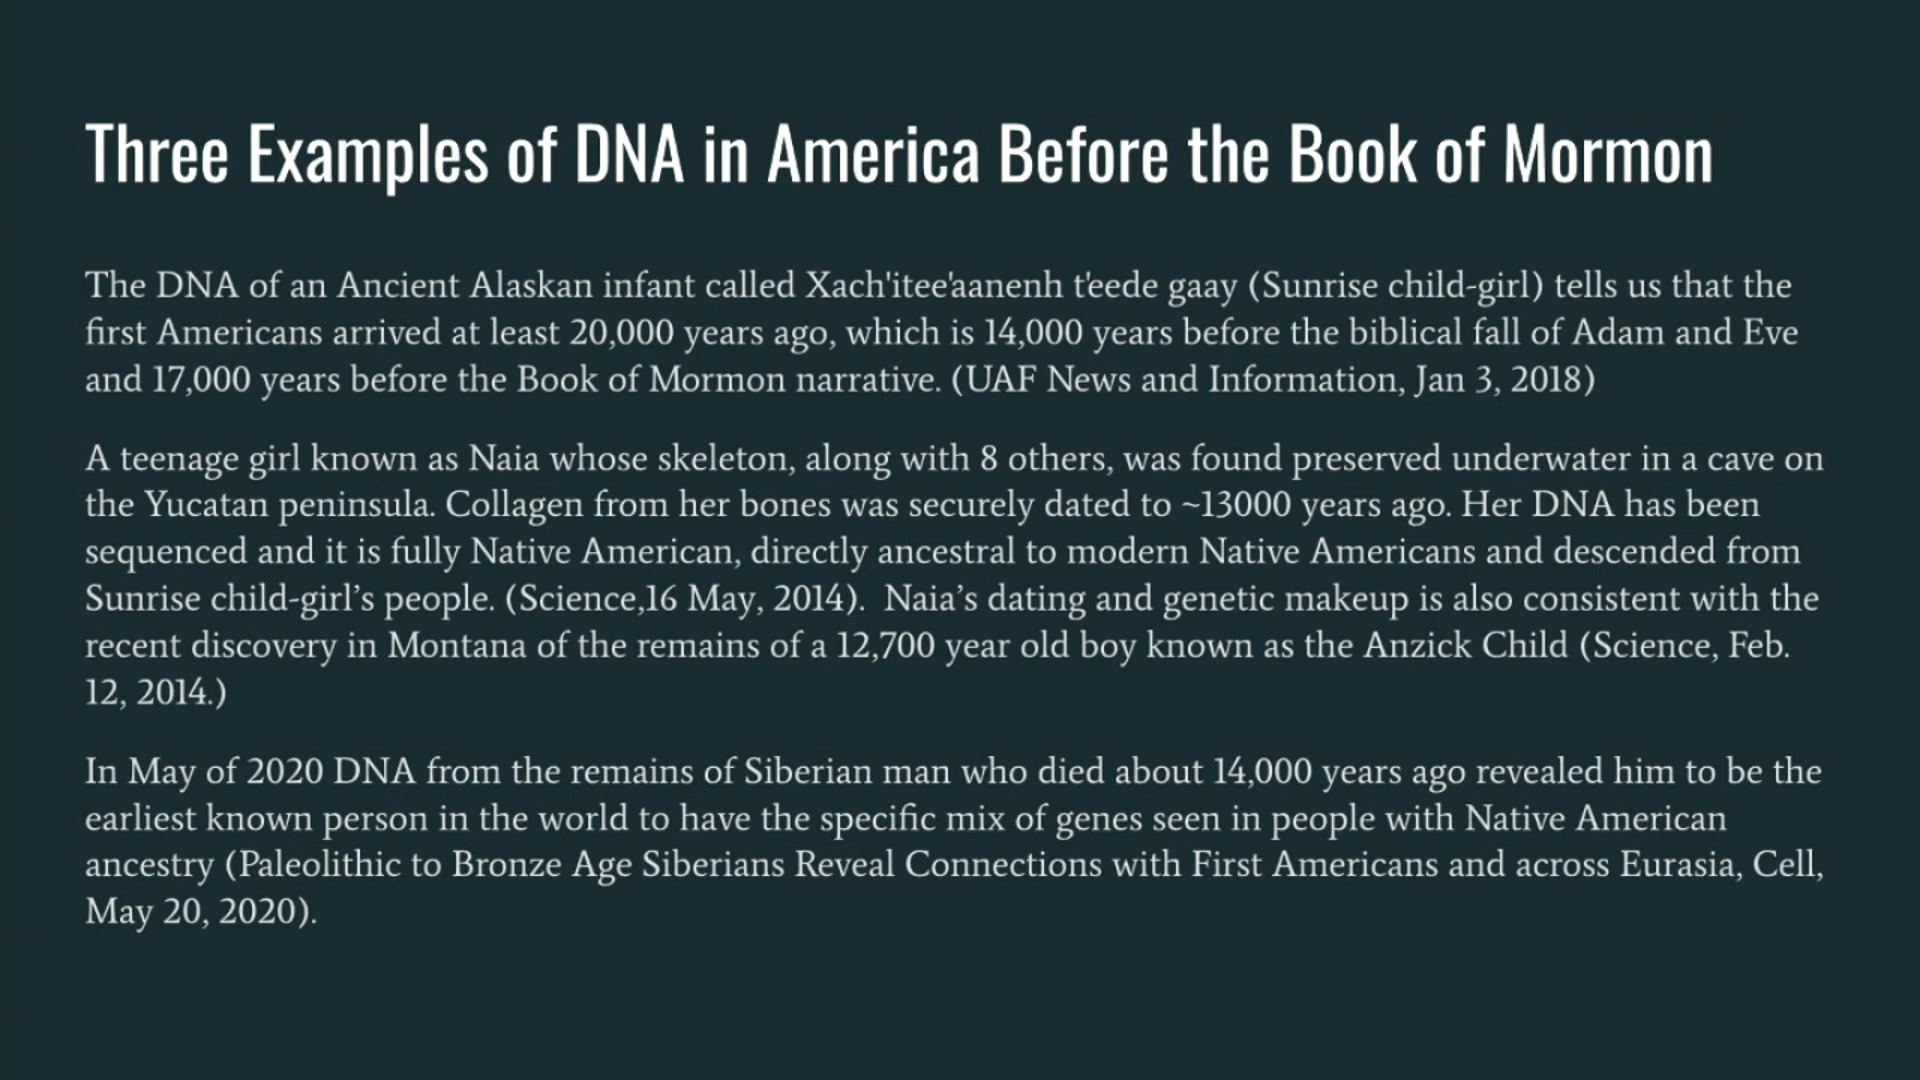 Three Examples of DNA in America Before the Book of Mormon
The DNA of an Ancient Alaskan infant called Xach'itee'aanenh t'eede gaay (Sunrise child-girl) tells us that the
first Americans arrived at least 20,000 years ago, which is 14,000 years before the biblical fall of Adam and Eve
and 17,000 years before the Book of Mormon narrative. (UAF News and Information, Jan 3, 2018)
A teenage girl known as Naia whose skeleton, along with 8 others, was found preserved underwater in a cave on
the Yucatan peninsula. Collagen from her bones was securely dated to ~13000 years ago. Her DNA has been
sequenced and it is fully Native American, directly ancestral to modern Native Americans and descended from
Sunrise child-girl’s people. (Science,16 May, 2014).  Naia’s dating and genetic makeup is also consistent with the
recent discovery in Montana of the remains of a 12,700 year old boy known as the Anzick Child (Science, Feb.
12, 2014.)
In May of 2020 DNA from the remains of Siberian man who died about 14,000 years ago revealed him to be the
earliest known person in the world to have the specific mix of genes seen in people with Native American
ancestry (Paleolithic to Bronze Age Siberians Reveal Connections with First Americans and across Eurasia, Cell,
May 20, 2020).